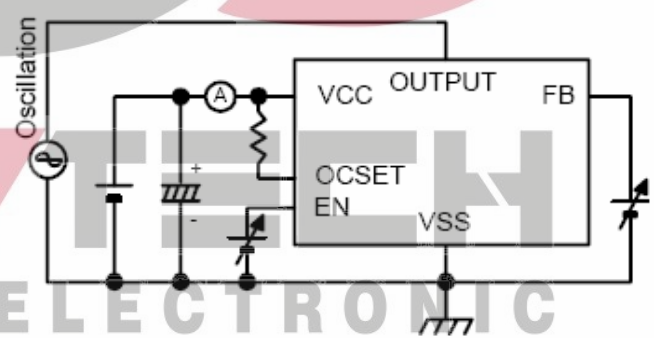 Oscillation
A
VCC
OUTPUT
FB
+
OCSET
-
EN
VSS
TECH
ELECTRONIC